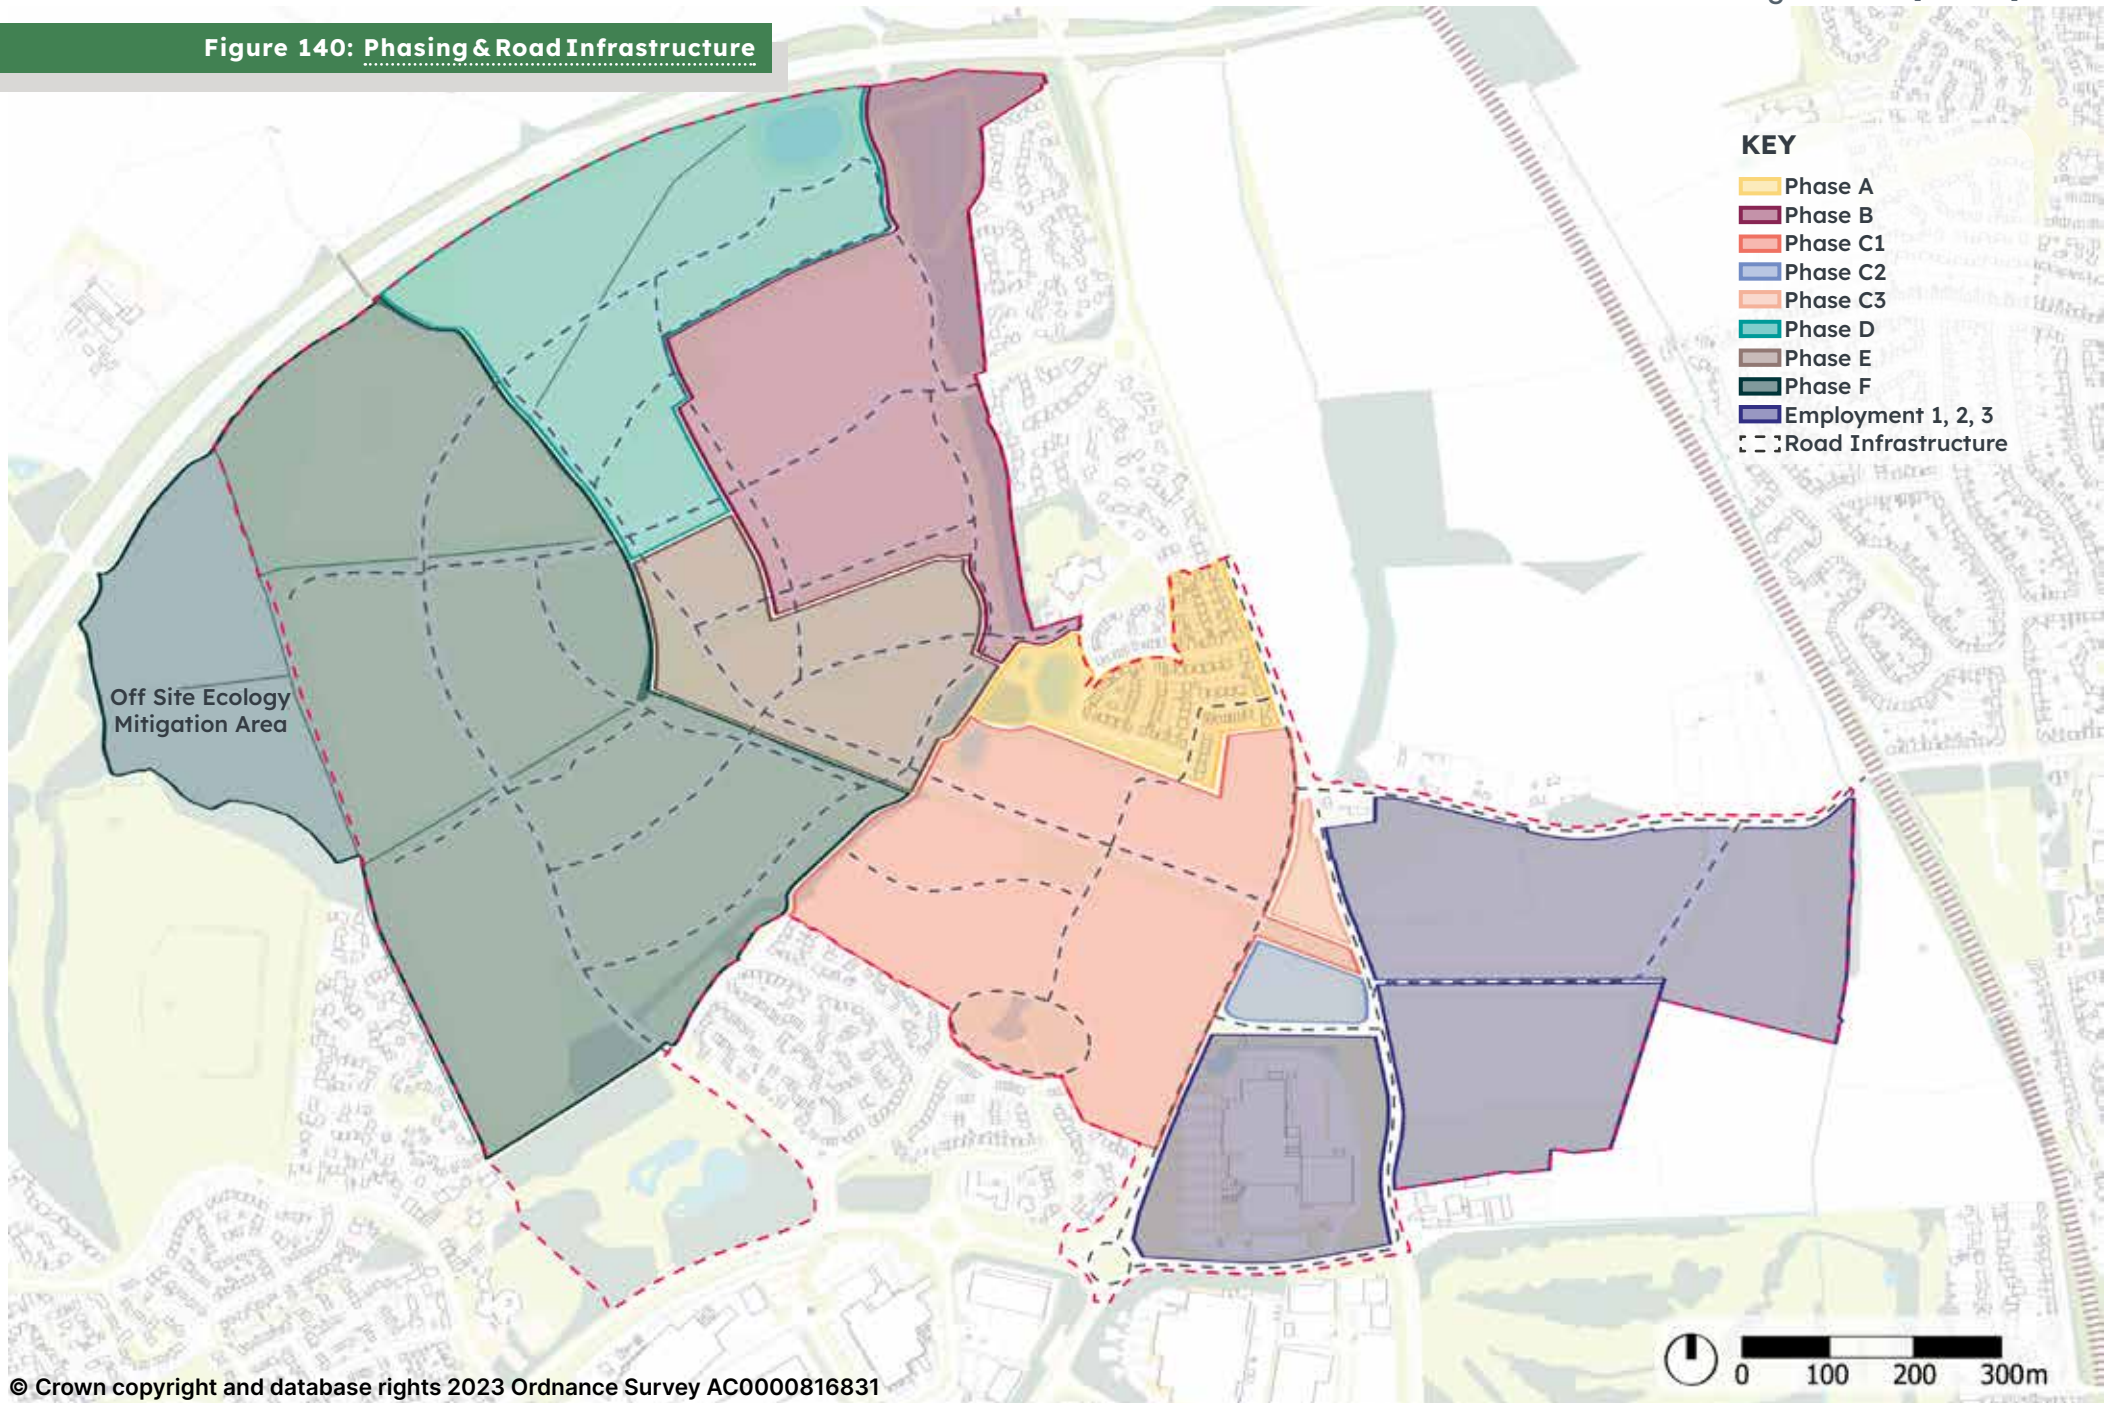 Figure 140: Phasing & Road Infrastructure
KEY
Phase A
Phase B
Phase C1
Phase C2
Phase C3
Phase D
Phase E
Phase F
Employment 1, 2, 3
Road Infrastructure
Off Site Ecology
Mitigation Area
0 100 200 300m
© Crown copyright and database rights 2023 Ordnance Survey AC0000816831